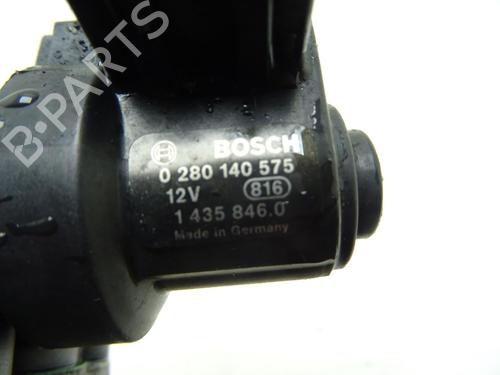 B-PARTS
BOSCH
0 280 140 575
12V 816
1 435 846.0
Made in Germany